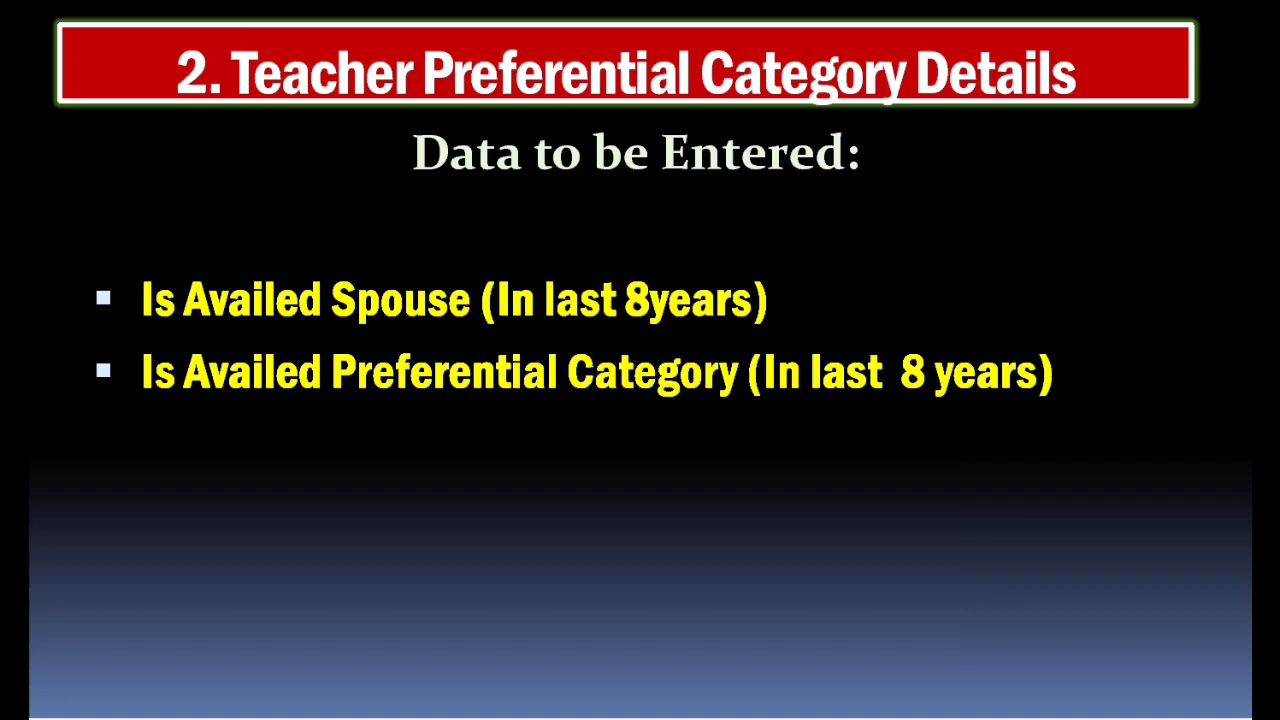 2. Teacher Preferential Category Details
Data to be Entered:
Is Availed Spouse (In last 8years)
Is Availed Preferential Category (In last 8 years)